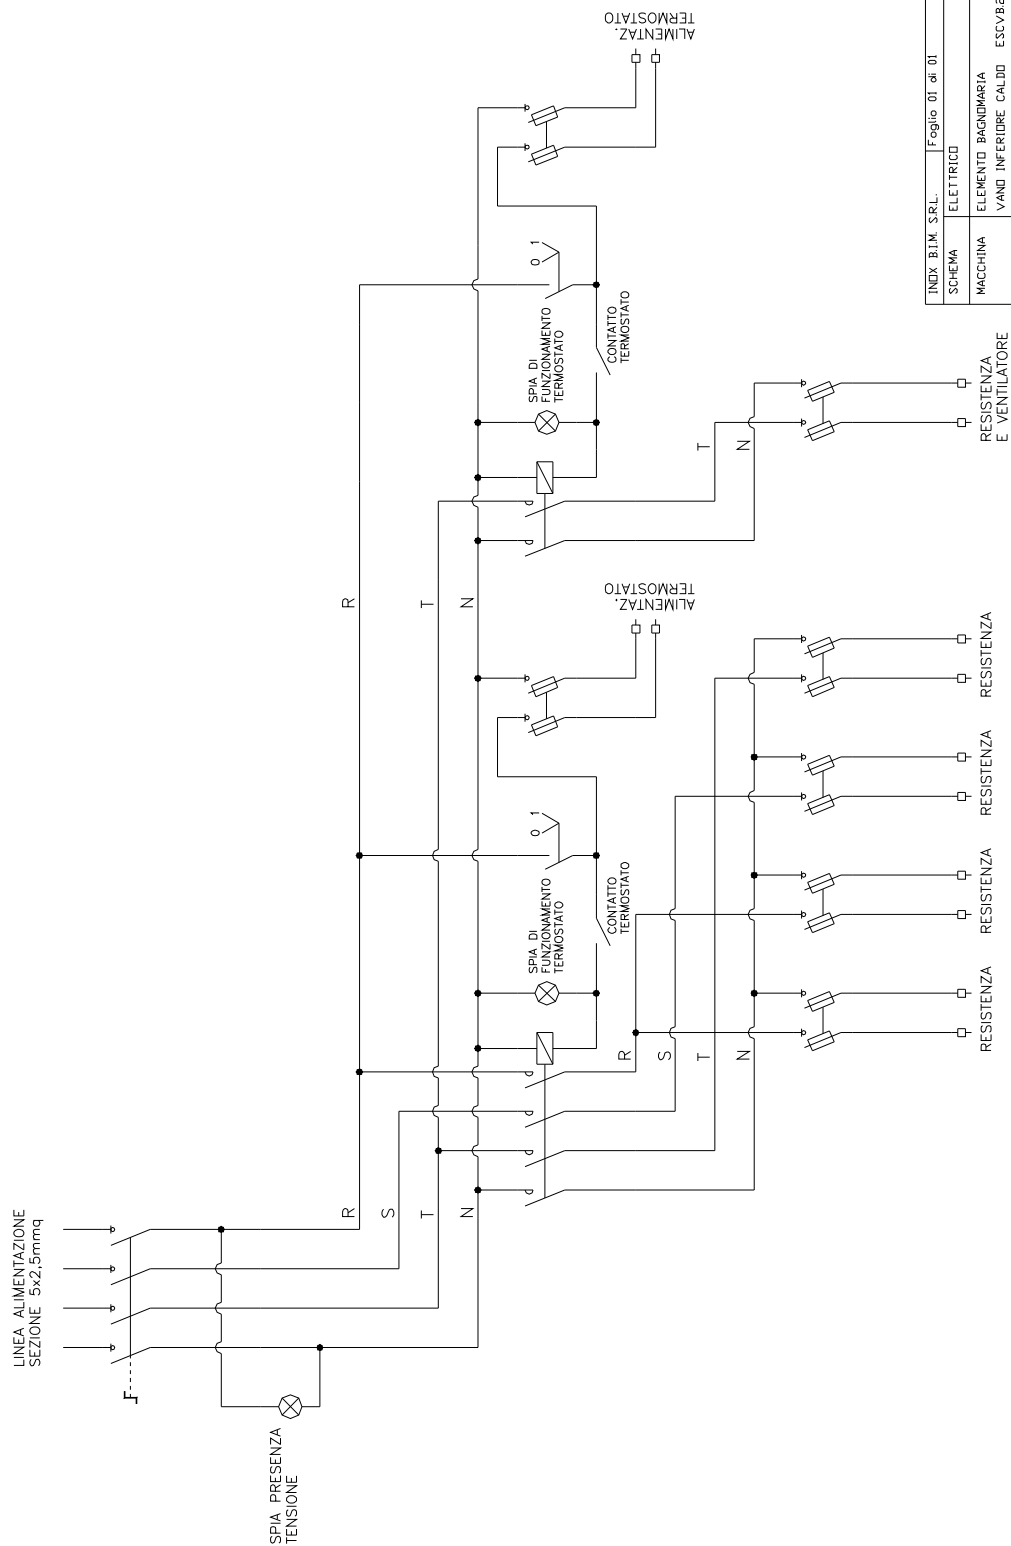 LINEA ALIMENTAZIONE
SEZIONE 5x2,5mmq
SPIA PRESENZA
TENSIONE
R
S
T
N
R
T
N
SPIA DI
FUNZIONAMENTO
TERMOSTATO
CONTATTO
TERMOSTATO
0 1
ALIMENTAZ.
TERMOSTATO
R
S
T
N
RESISTENZA
RESISTENZA
RESISTENZA
RESISTENZA
SPIA DI
FUNZIONAMENTO
TERMOSTATO
CONTATTO
TERMOSTATO
0 1
ALIMENTAZ.
TERMOSTATO
T
N
RESISTENZA
E VENTILATORE
INOX B.I.M. S.R.L. Foglio 01 di 01
SCHEMA ELETTRICO
MACCHINA ELEMENTO BAGNOMARIA
VANO INFERIORE CALDO